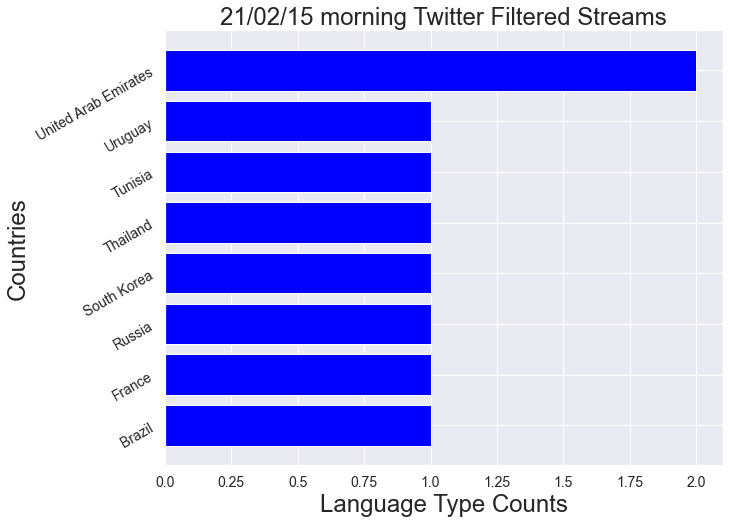 21/02/15 morning Twitter Filtered Streams
Countries
United Arab Emirates
Uruguay
Tunisia
Thailand
South Korea
Russia
France
Brazil
0.0 0.25 0.5 0.75 1.0 1.25 1.5 1.75 2.0
Language Type Counts